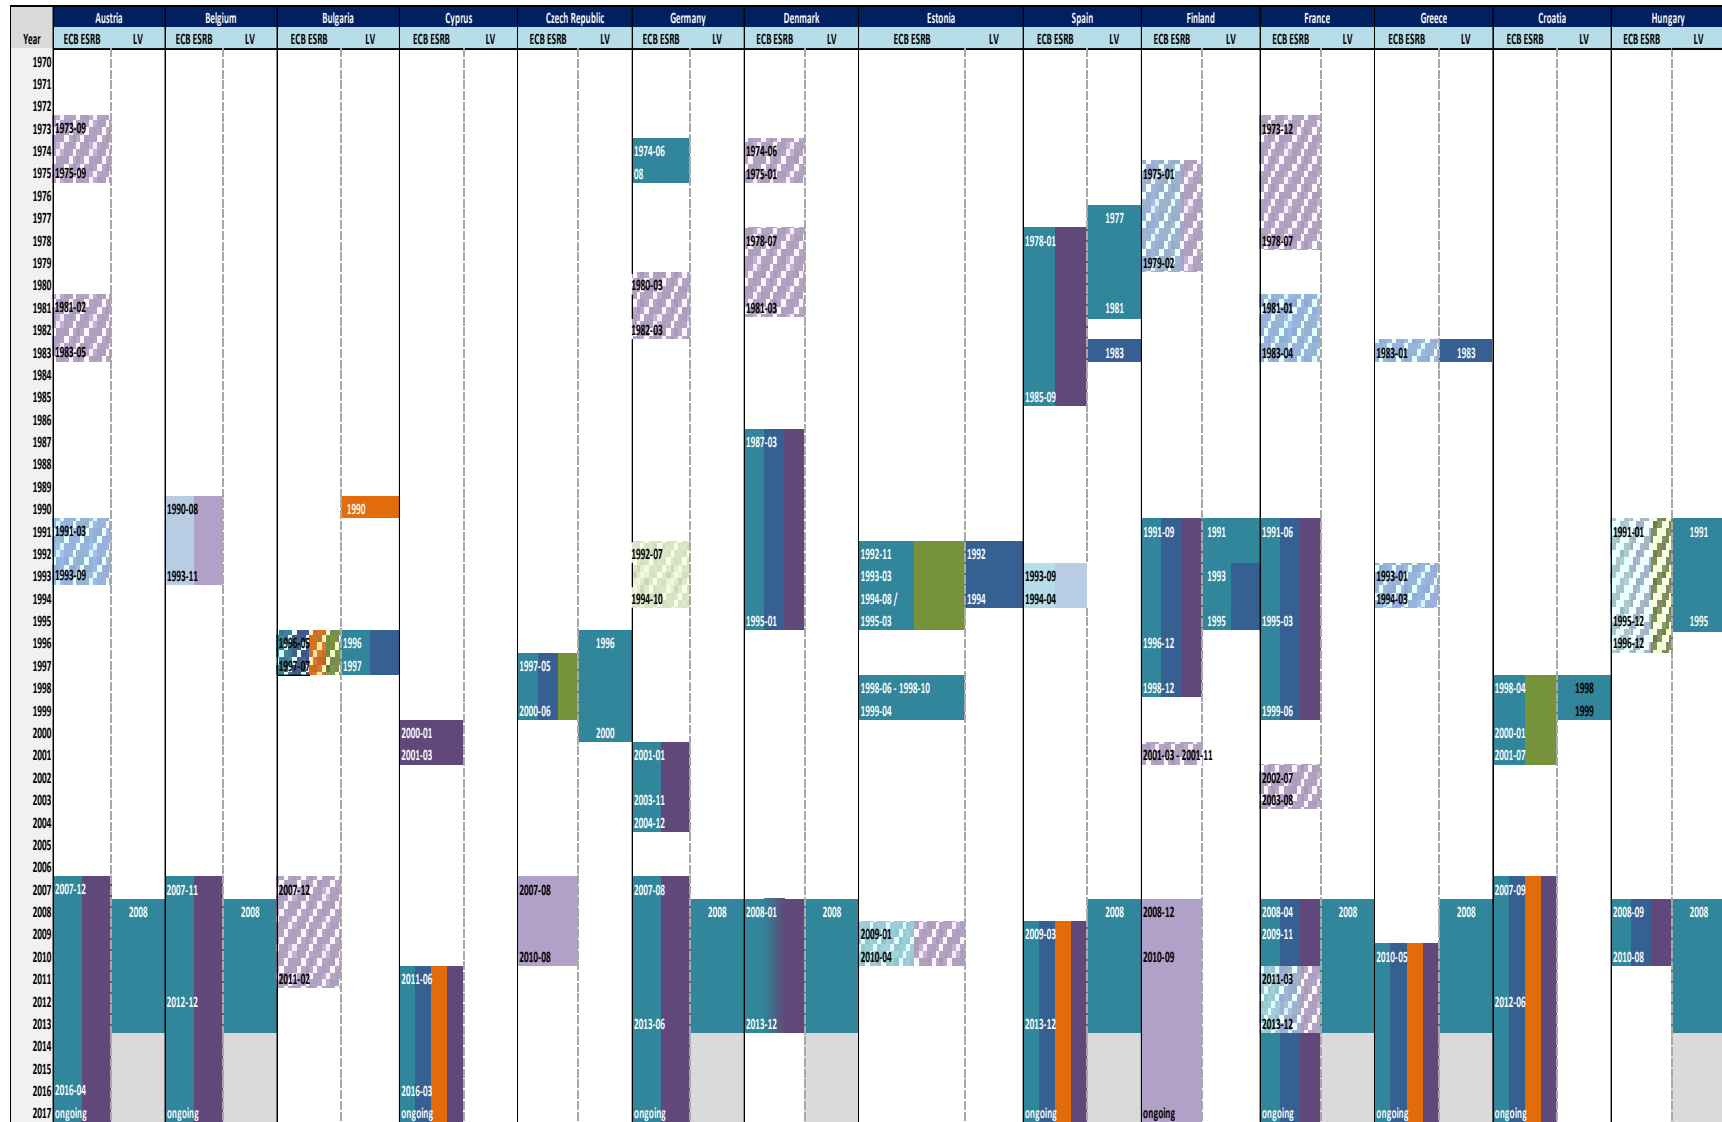 Austria Belgium Bulgaria Cyprus Czech Republic Germany Denmark Estonia Spain Finland France Greece Croatia Hungary
Year ECB ESRB LV ECB ESRB LV ECB ESRB LV ECB ESRB LV ECB ESRB LV ECB ESRB LV ECB ESRB LV ECB ESRB LV ECB ESRB LV ECB ESRB LV ECB ESRB LV ECB ESRB LV ECB ESRB LV ECB ESRB LV
1970
1971
1972
1973 1973-09 1973-12
1974 1974-06 1974-06
1975 1975-09 08 1975-01 1975-01
1976
1977 1977
1978 1978-07 1978-01 1978-07
1979 1979-02
1980 1980-03
1981 1981-02 1981-03 1981 1981-01
1982 1982-03
1983 1983-05 1983 1983-04 1983-01 1983
1984
1985 1985-09
1986
1987 1987-03
1988
1989
1990 1990-08 1990
1991 1991-03 1991-09 1991 1991-06 1991-01 1991
1992 1992-07 1992-11 1992
1993 1993-09 1993-11 1993-03 1993-09 1993 1993-01
1994 1994-10 1994-08 / 1994 1994-04 1994-03
1995 1995-01 1995-03 1995 1995-03 1995-12 1995
1996 1996-05 1996 1996 1996-12 1996-12
1997 1997-07 1997 1997-05
1998 1998-06 - 1998-10 1998-12 1998-04 1998
1999 2000-06 1999-04 1999-06 1999
2000 2000-01 2000 2000-01
2001 2001-03 2001-01 2001-03 - 2001-11 2001-07
2002 2002-07
2003 2003-11 2003-08
2004 2004-12
2005
2006
2007 2007-12 2007-11 2007-12 2007-08 2007-08 2007-09
2008 2008 2008 2008 2008-01 2008 2008 2008-12 2008-04 2008 2008 2008-09 2008
2009 2009-01 2009-03 2009-11
2010 2010-08 2010-04 2010-09 2010-05 2010-08
2011 2011-02 2011-06 2011-03
2012 2012-12 2012-06
2013 2013-06 2013-12 2013-12 2013-12
2014
2015
2016 2016-04 2016-03
2017 ongoing ongoing ongoing ongoing ongoing ongoing ongoing ongoing ongoing